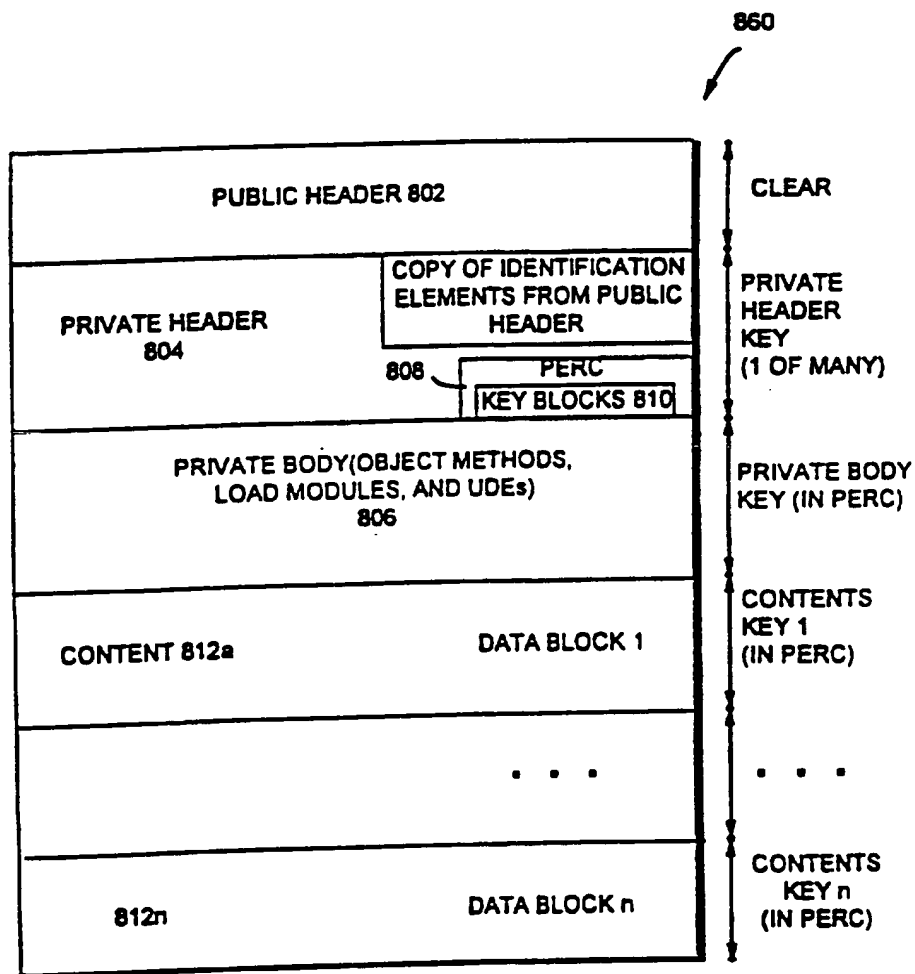 860
PUBLIC HEADER 802
CLEAR
COPY OF IDENTIFICATION
ELEMENTS FROM PUBLIC
HEADER
PRIVATE HEADER
804
808
PERC
KEY BLOCKS 810
PRIVATE
HEADER
KEY
(1 OF MANY)
PRIVATE BODY(OBJECT METHODS,
LOAD MODULES, AND UDEs)
806
PRIVATE BODY
KEY (IN PERC)
CONTENT 812a
DATA BLOCK 1
CONTENTS
KEY 1
(IN PERC)
. . .
. . .
812n
DATA BLOCK n
CONTENTS
KEY n
(IN PERC)